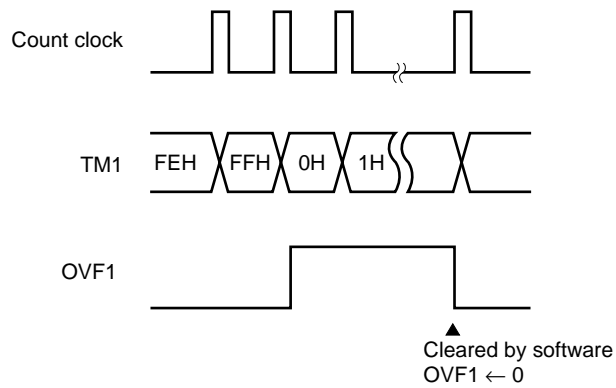 Count clock
TM1 FEH FFH 0H 1H
OVF1
Cleared by software
OVF1 ← 0